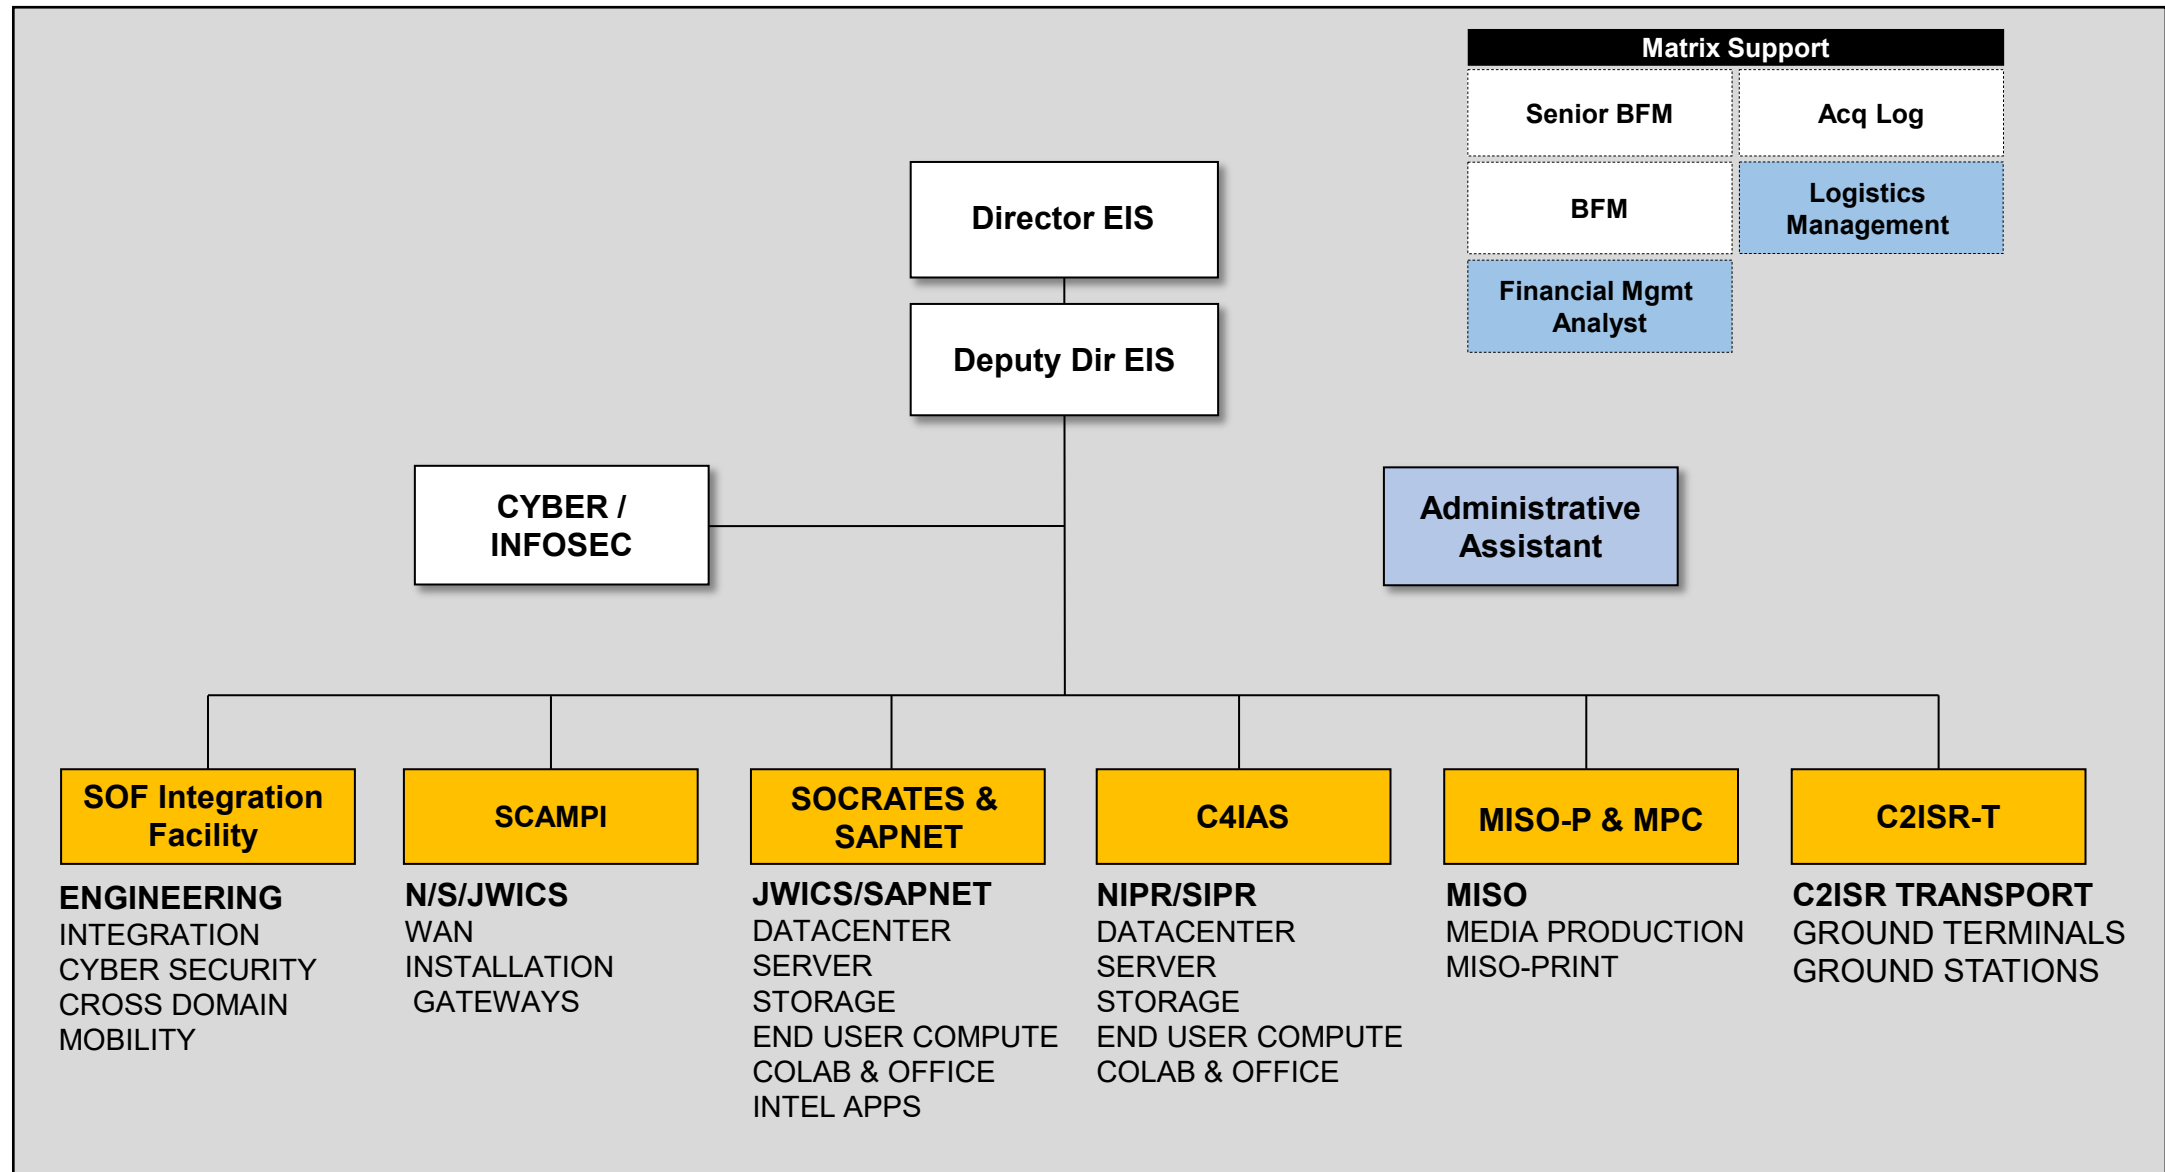 Matrix Support
Senior BFM
Acq Log
BFM
Logistics
Management
Financial Mgmt
Analyst
Director EIS
Deputy Dir EIS
CYBER /
INFOSEC
Administrative
Assistant
SOF Integration
Facility
ENGINEERING
INTEGRATION
CYBER SECURITY
CROSS DOMAIN
MOBILITY
SCAMPI
N/S/JWICS
WAN
INSTALLATION
GATEWAYS
SOCRATES &
SAPNET
JWICS/SAPNET
DATACENTER
SERVER
STORAGE
END USER COMPUTE
COLAB & OFFICE
INTEL APPS
C4IAS
NIPR/SIPR
DATACENTER
SERVER
STORAGE
END USER COMPUTE
COLAB & OFFICE
MISO-P & MPC
MISO
MEDIA PRODUCTION
MISO-PRINT
C2ISR-T
C2ISR TRANSPORT
GROUND TERMINALS
GROUND STATIONS